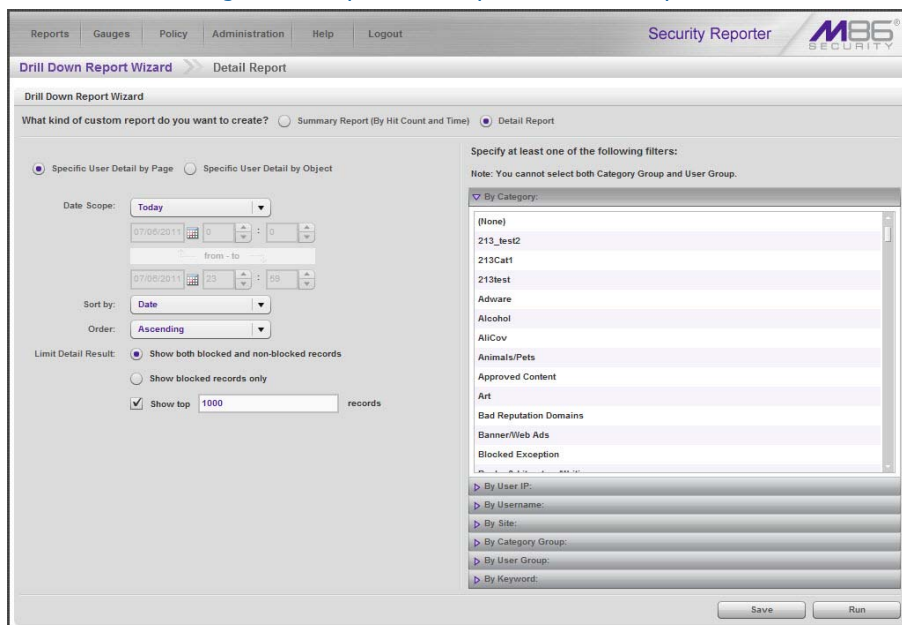 Reports Gauges Policy Administration Help Logout Security Reporter M86 SECURITY
Drill Down Report Wizard Detail Report
Drill Down Report Wizard
What kind of custom report do you want to create? Summary Report (By Hit Count and Time) Detail Report
Specific User Detail by Page Specific User Detail by Object
Date Scope: Today
0 : 0
from - to
23 : 59
Sort by: Date
Order: Ascending
Limit Detail Result: Show both blocked and non-blocked records
Show blocked records only
Show top 1000 records
Specify at least one of the following filters:
Note: You cannot select both Category Group and User Group.
By Category:
(None)
213_test2
213Cat1
213test
Adware
Alcohol
AliCov
Animals/Pets
Approved Content
Art
Bad Reputation Domains
Banner/Web Ads
Blocked Exception
By User IP:
By Username:
By Site:
By Category Group:
By User Group:
By Keyword:
Save Run